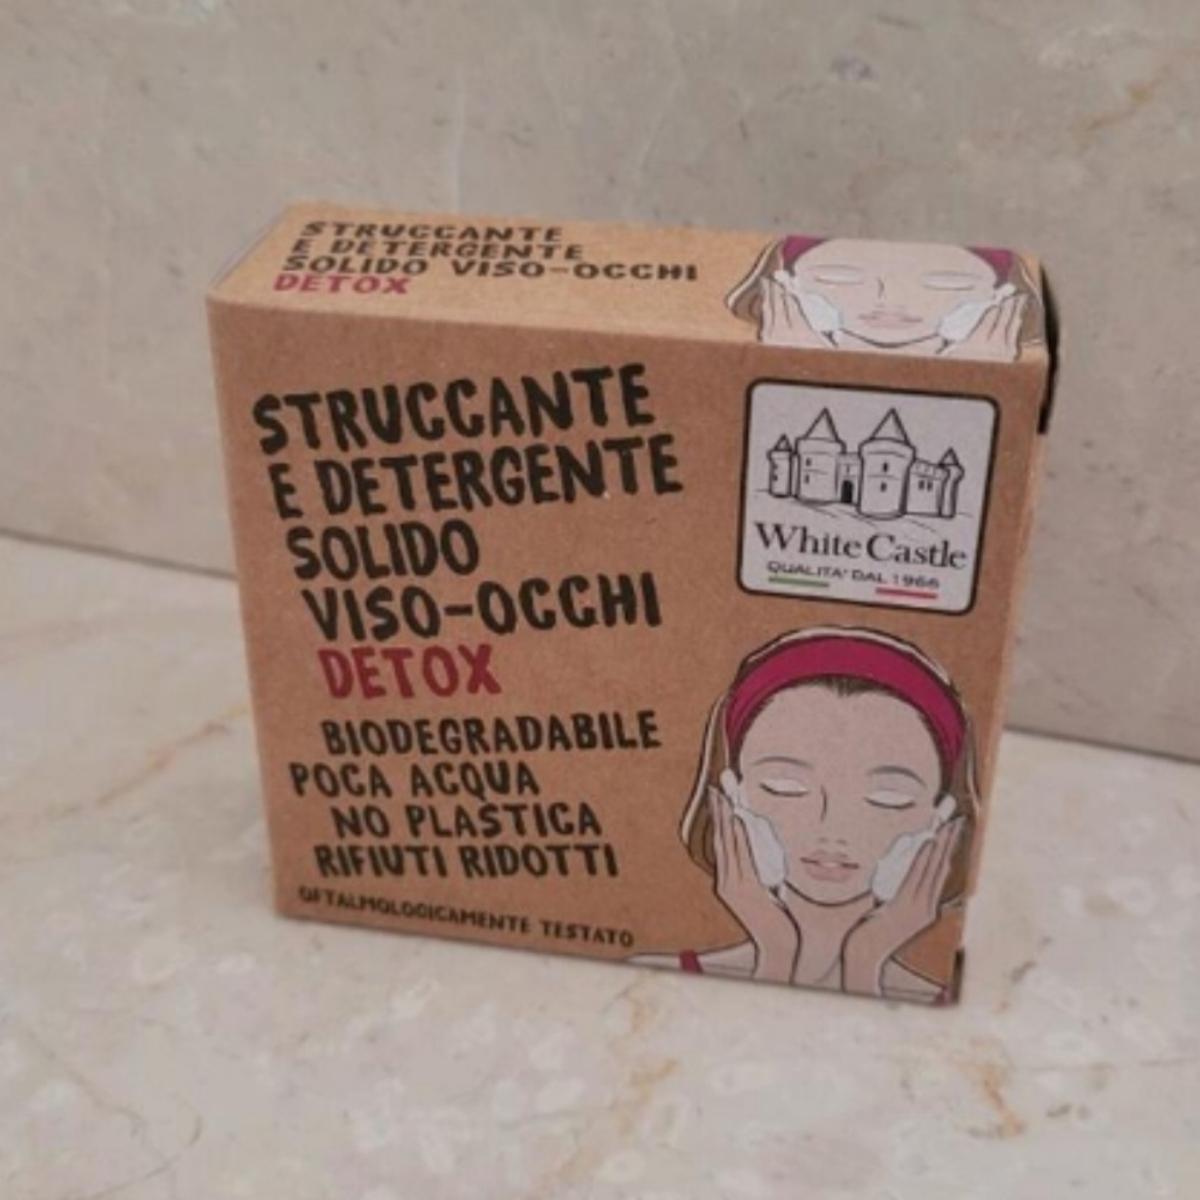 STRUCCANTE
E DETERGENTE
SOLIDO VISO-OCCHI
DETOX
STRUCCANTE
E DETERGENTE
SOLIDO
VISO-OCCHI
DETOX
BIODEGRADABILE
POCA ACQUA
NO PLASTICA
RIFIUTI RIDOTTI
OFTALMOLOGICAMENTE TESTATO
White Castle
QUALITA' DAL 1966